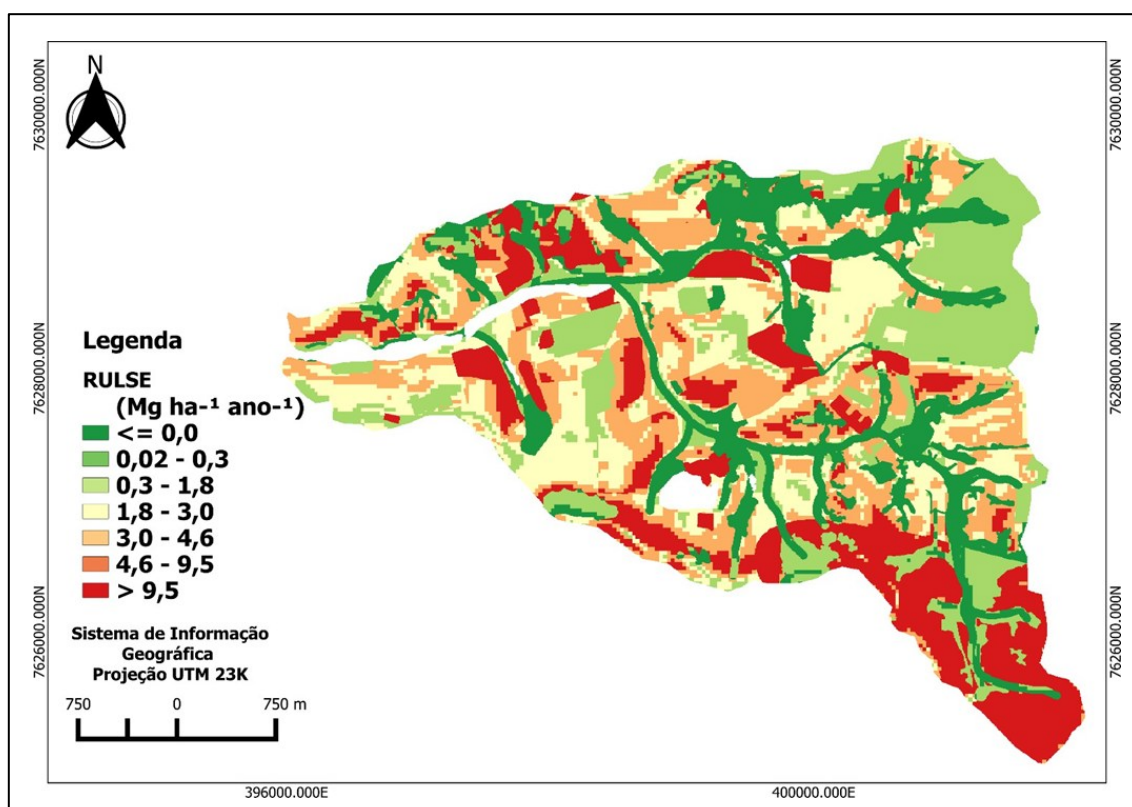 N
7630000.000N
7630000.000N
7628000.000N
7628000.000N
Legenda
RULSE
(Mg ha-¹ ano-¹)
<= 0,0
0,02 - 0,3
0,3 - 1,8
1,8 - 3,0
3,0 - 4,6
4,6 - 9,5
> 9,5
Sistema de Informação
Geográfica
Projeção UTM 23K
7626000.000N
7626000.000N
750 0 750 m
396000.000E 400000.000E